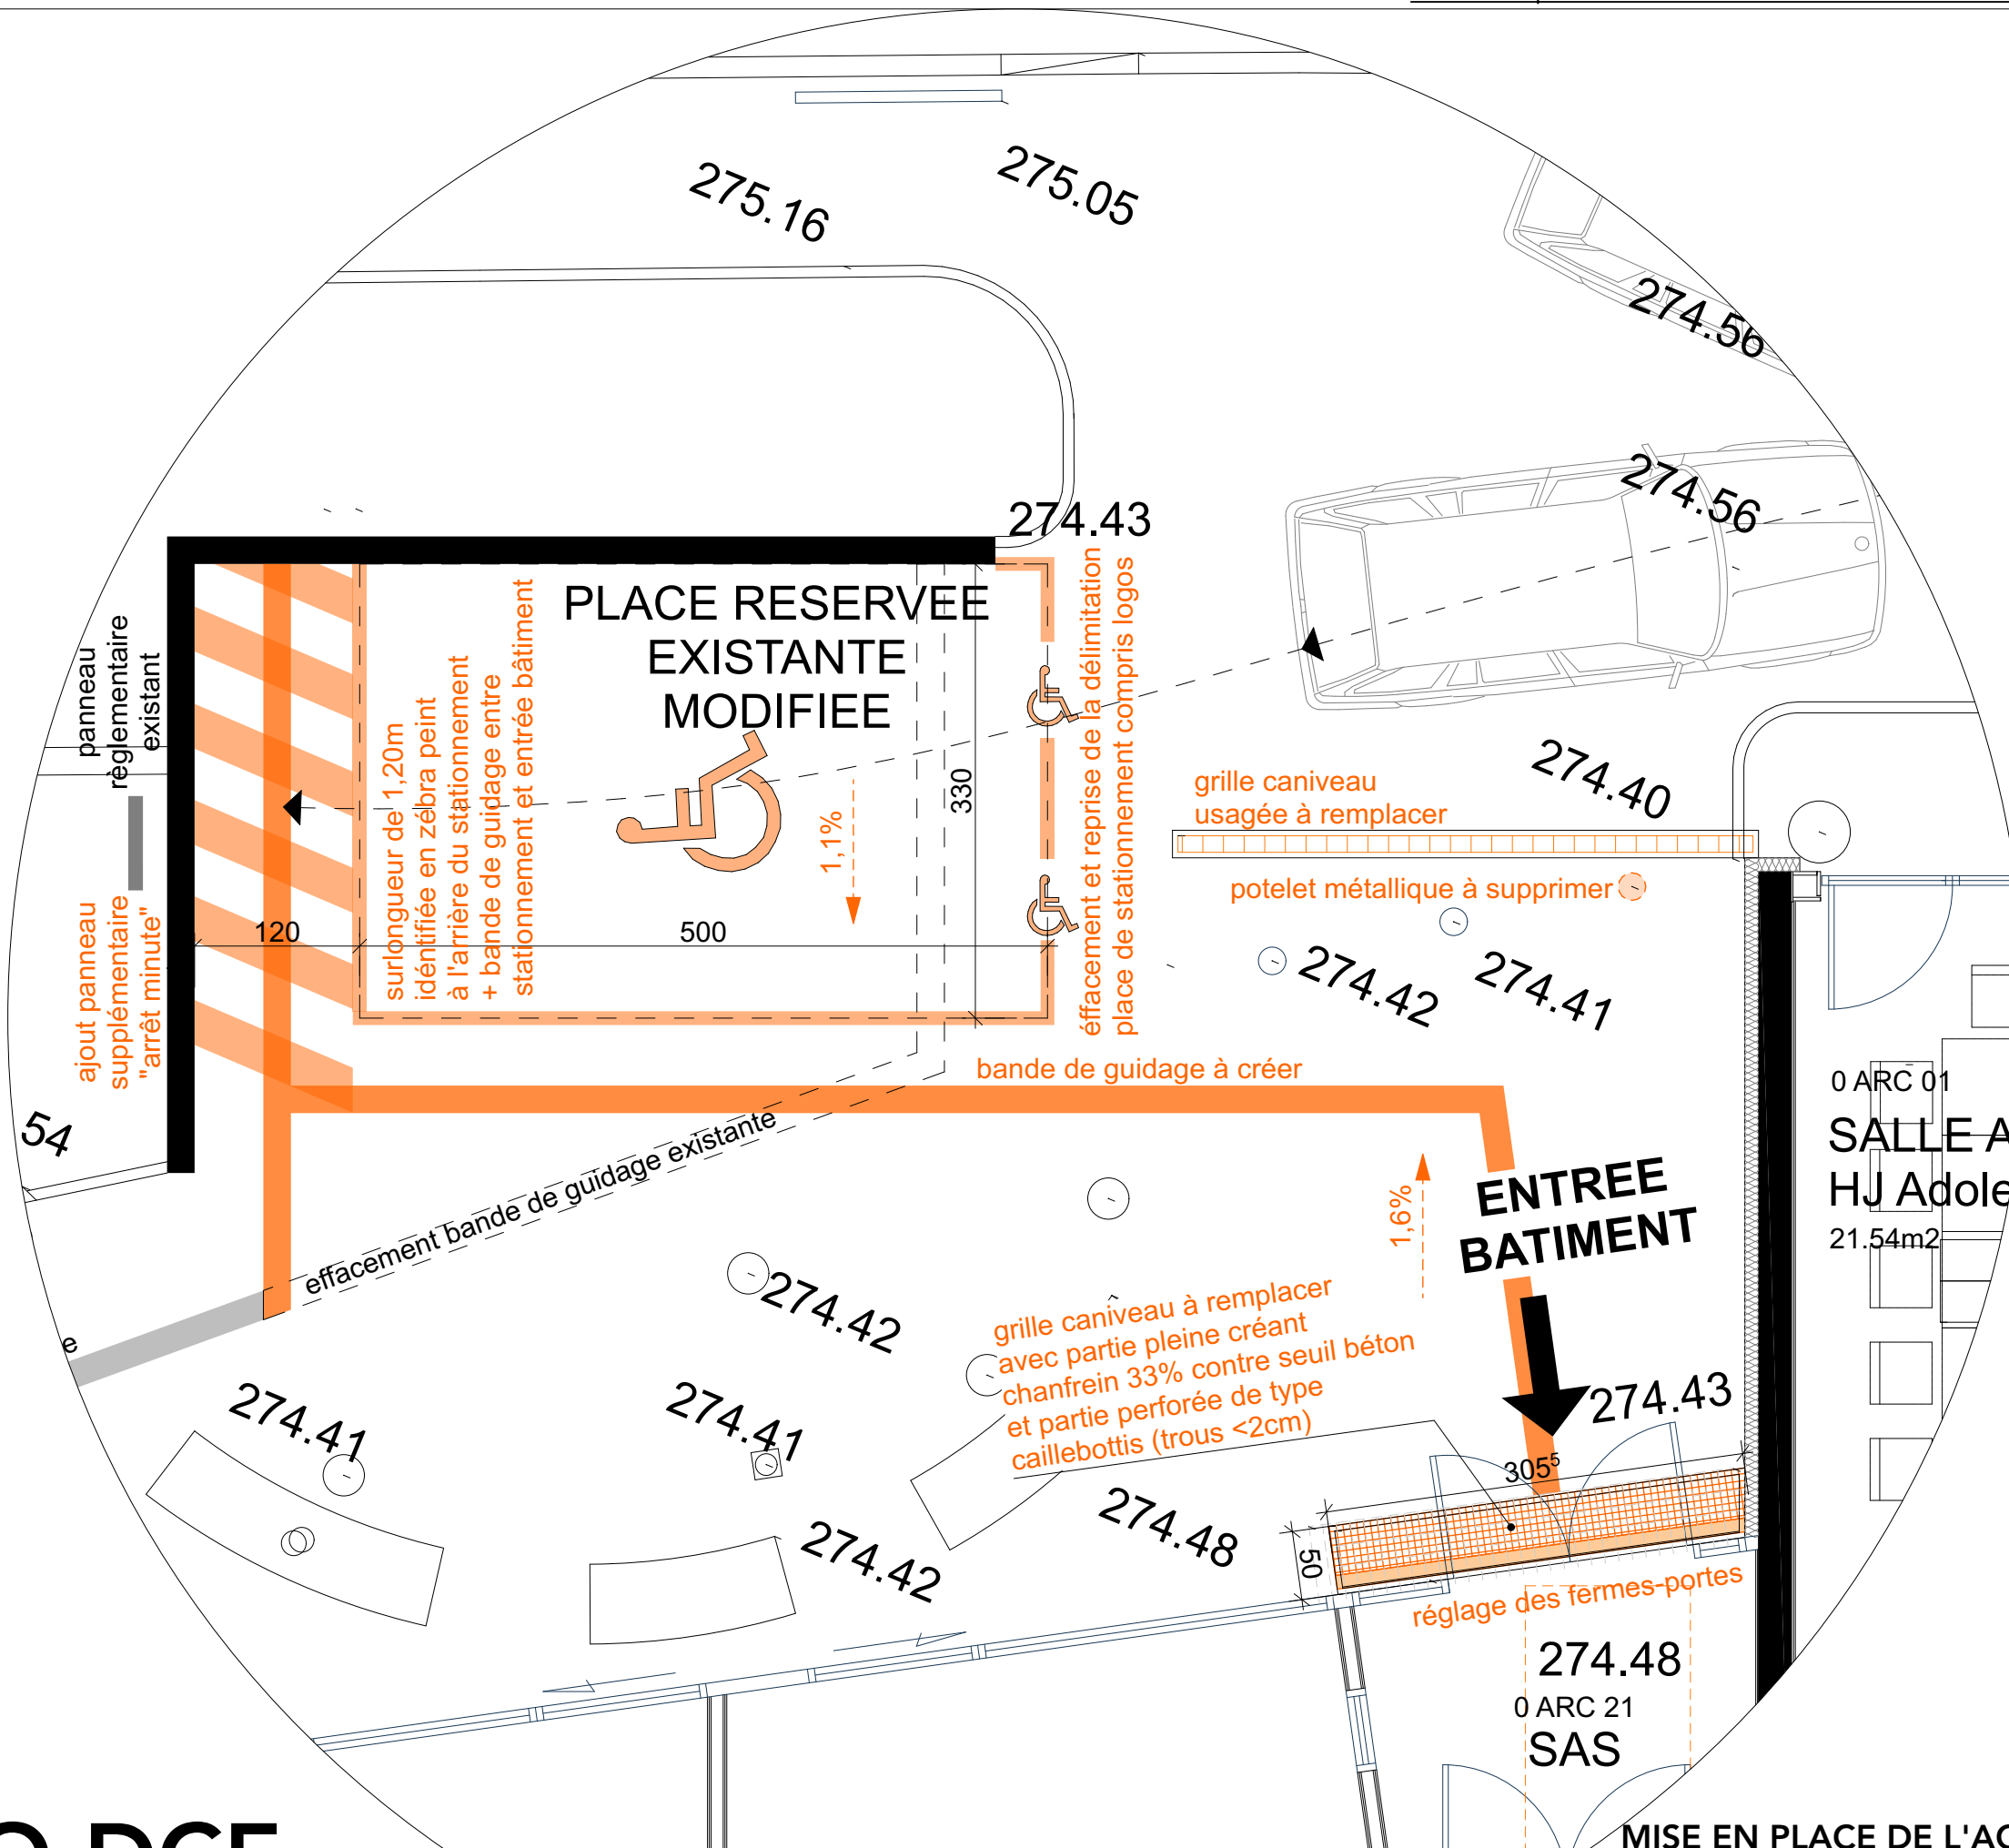 275.16
275.05
274.56
274.56
274.43
PLACE RESERVEE
EXISTANTE
MODIFIEE
panneau
règlementaire
existant
ajout panneau
supplémentaire
"arrêt minute"
surlongueur de 1,20m
idéntifiée en zébra peint
à l'arrière du stationnement
+ bande de guidage entre
stationnement et entrée bâtiment
1,1%
330
120
500
éffacement et reprise de la délimitation
place de stationnement compris logos
274.40
grille caniveau
usagée à remplacer
potelet métallique à supprimer
274.42
274.41
bande de guidage à créer
54
effacement bande de guidage existante
e
0 ARC 01
SALLE A
HJ Adole
21.54m2
1,6%
ENTREE
BATIMENT
274.42
grille caniveau à remplacer
avec partie pleine créant
chanfrein 33% contre seuil béton
et partie perforée de type
caillebottis (trous <2cm)
274.43
274.41
274.41
305⁵
274.48
50
274.42
réglage des fermes-portes
274.48
0 ARC 21
SAS
MISE EN PLACE DE L'AC